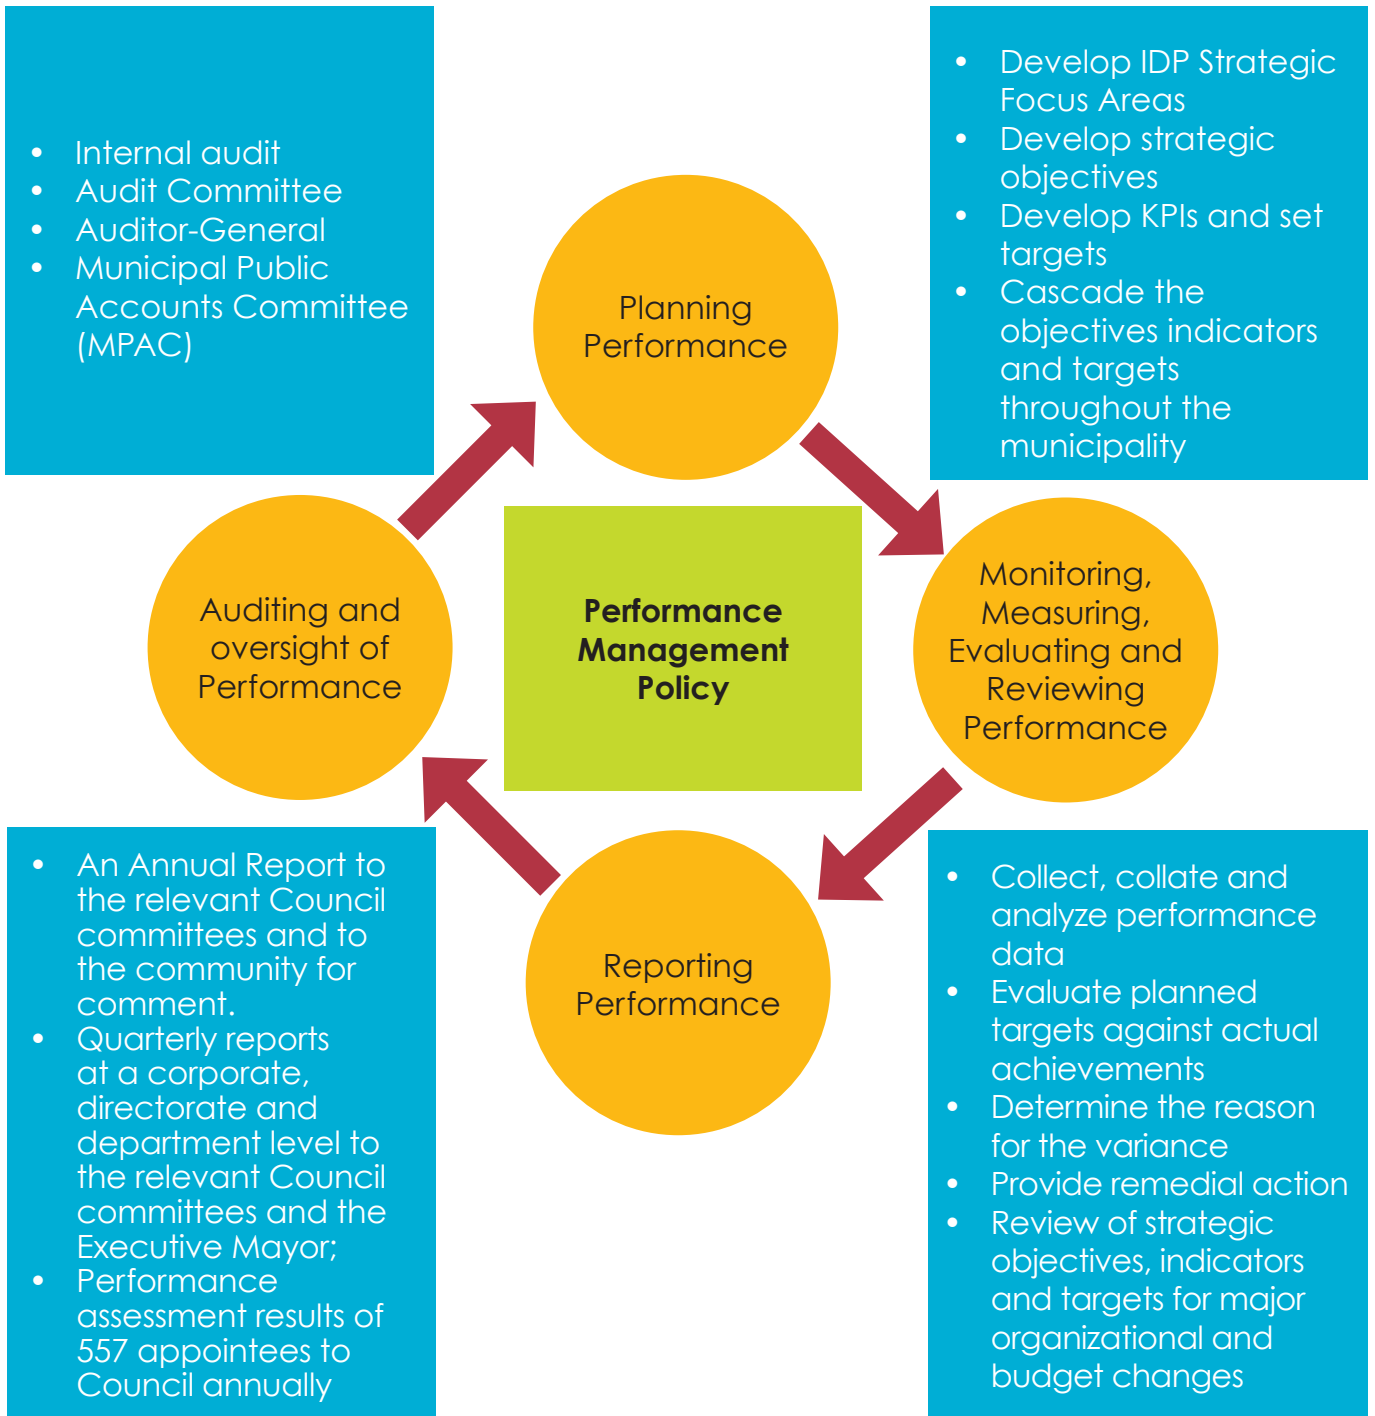 • Internal audit
• Audit Committee
• Auditor-General
• Municipal Public
Accounts Committee
(MPAC)
• Develop IDP Strategic
Focus Areas
• Develop strategic
objectives
• Develop KPIs and set
targets
• Cascade the
objectives indicators
and targets
throughout the
municipality
Planning
Performance
Auditing and
oversight of
Performance
Performance
Management
Policy
Monitoring,
Measuring,
Evaluating and
Reviewing
Performance
Reporting
Performance
• An Annual Report to
the relevant Council
committees and to
the community for
comment.
• Quarterly reports
at a corporate,
directorate and
department level to
the relevant Council
committees and the
Executive Mayor;
• Performance
assessment results of
557 appointees to
Council annually
• Collect, collate and
analyze performance
data
• Evaluate planned
targets against actual
achievements
• Determine the reason
for the variance
• Provide remedial action
• Review of strategic
objectives, indicators
and targets for major
organizational and
budget changes